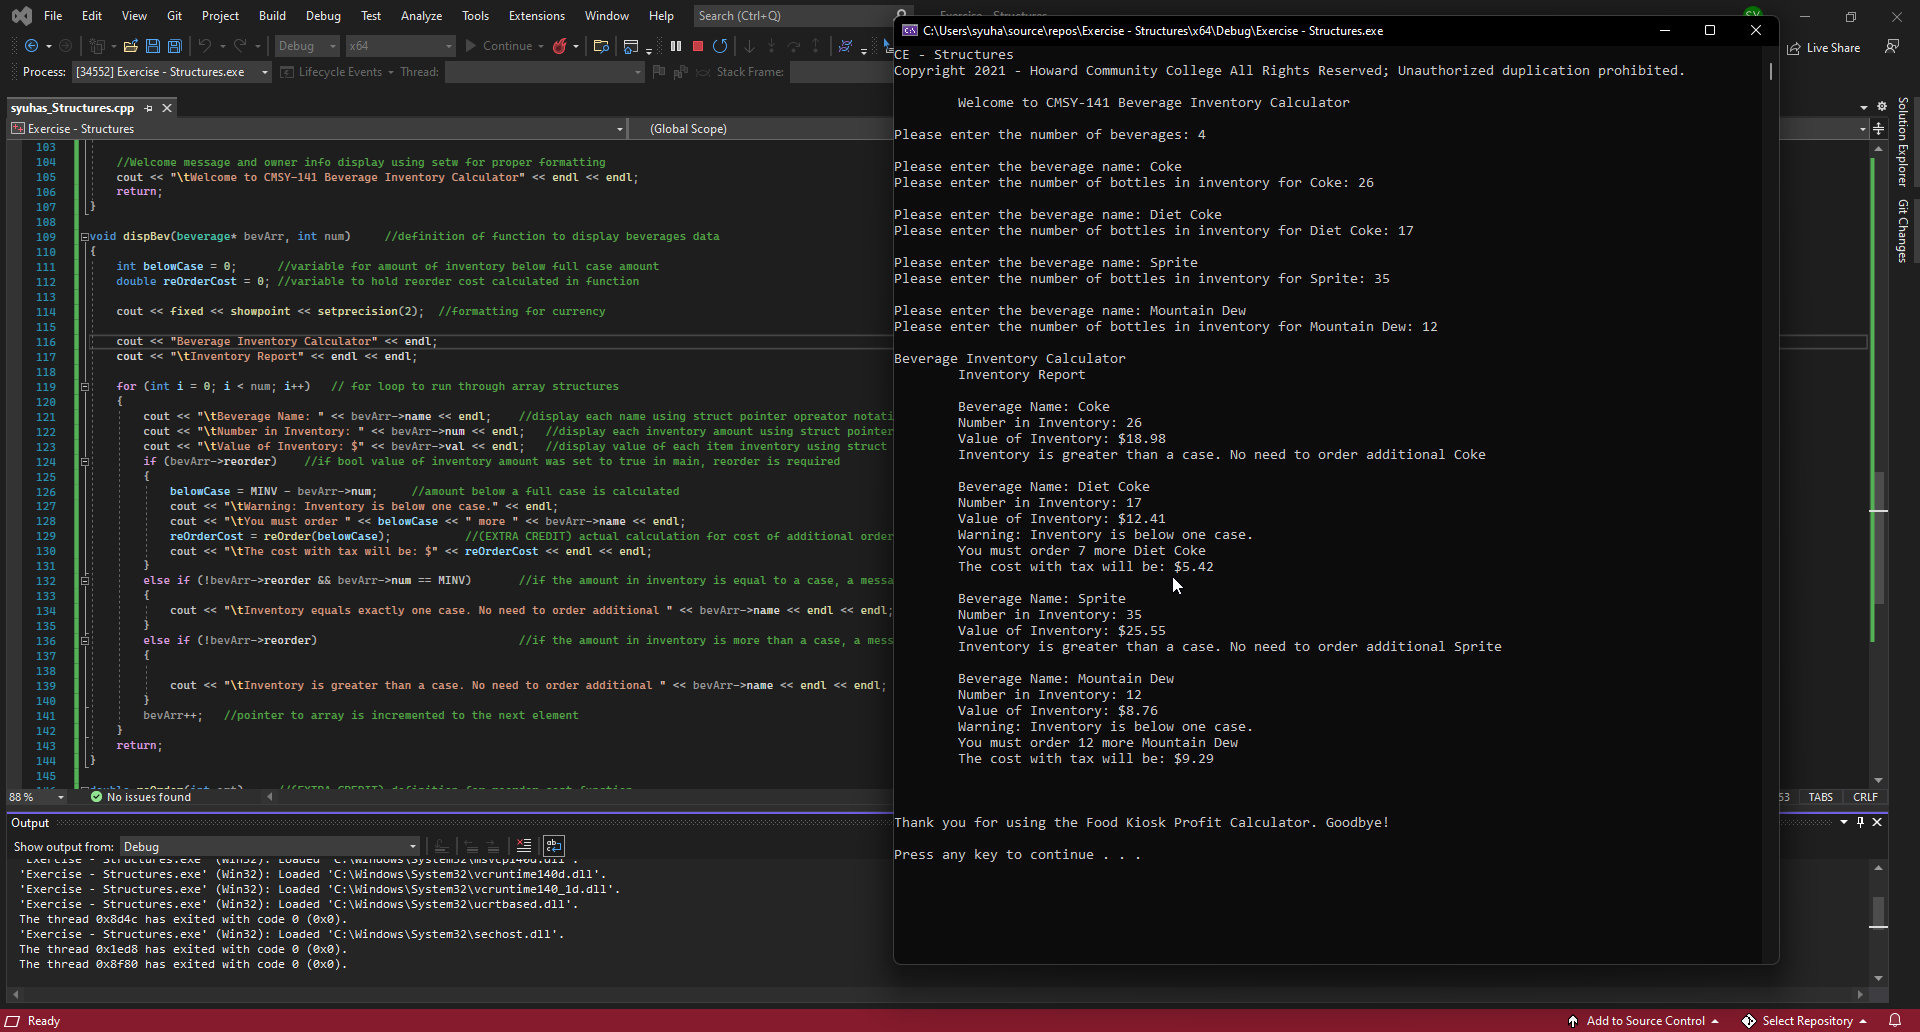 File Edit View Git Project Build Debug Test Analyze Tools Extensions Window Help Search (Ctrl+Q)
Debug x64 Continue
Live Share
Process: [34552] Exercise - Structures.exe Lifecycle Events Thread: Stack Frame:
syuhas_Structures.cpp
Exercise - Structures (Global Scope)
103
104 //Welcome message and owner info display using setw for proper formatting
105 cout << "\tWelcome to CMSY-141 Beverage Inventory Calculator" << endl << endl;
106 return;
107 }
108
109 void dispBev(beverage* bevArr, int num) //definition of function to display beverages data
110 {
111 int belowCase = 0; //variable for amount of inventory below full case amount
112 double reOrderCost = 0; //variable to hold reorder cost calculated in function
113
114 cout << fixed << showpoint << setprecision(2); //formatting for currency
115
116 cout << "Beverage Inventory Calculator" << endl;
117 cout << "\tInventory Report" << endl << endl;
118
119 for (int i = 0; i < num; i++) // for loop to run through array structures
120 {
121 cout << "\tBeverage Name: " << bevArr->name << endl; //display each name using struct pointer opreator notati
122 cout << "\tNumber in Inventory: " << bevArr->num << endl; //display each inventory amount using struct pointer
123 cout << "\tValue of Inventory: $" << bevArr->val << endl; //display value of each item inventory using struct
124 if (bevArr->reorder) //if bool value of inventory amount was set to true in main, reorder is required
125 {
126 belowCase = MINV - bevArr->num; //amount below a full case is calculated
127 cout << "\tWarning: Inventory is below one case." << endl;
128 cout << "\tYou must order " << belowCase << " more " << bevArr->name << endl;
129 reOrderCost = reOrder(belowCase); //(EXTRA CREDIT) actual calculation for cost of additional order
130 cout << "\tThe cost with tax will be: $" << reOrderCost << endl << endl;
131 }
132 else if (!bevArr->reorder && bevArr->num == MINV) //if the amount in inventory is equal to a case, a messa
133 {
134 cout << "\tInventory equals exactly one case. No need to order additional " << bevArr->name << endl << endl;
135 }
136 else if (!bevArr->reorder) //if the amount in inventory is more than a case, a mess
137 {
138
139 cout << "\tInventory is greater than a case. No need to order additional " << bevArr->name << endl << endl;
140 }
141 bevArr++; //pointer to array is incremented to the next element
142 }
143 return;
144 }
145
88 % No issues found
TABS CRLF
Output
Show output from: Debug
'Exercise - Structures.exe' (Win32): Loaded 'C:\Windows\System32\msvcp140d.dll'.
'Exercise - Structures.exe' (Win32): Loaded 'C:\Windows\System32\vcruntime140d.dll'.
'Exercise - Structures.exe' (Win32): Loaded 'C:\Windows\System32\vcruntime140_1d.dll'.
'Exercise - Structures.exe' (Win32): Loaded 'C:\Windows\System32\ucrtbased.dll'.
The thread 0x8d4c has exited with code 0 (0x0).
'Exercise - Structures.exe' (Win32): Loaded 'C:\Windows\System32\sechost.dll'.
The thread 0x1ed8 has exited with code 0 (0x0).
The thread 0x8f80 has exited with code 0 (0x0).
C:\Users\syuha\source\repos\Exercise - Structures\x64\Debug\Exercise - Structures.exe
CE - Structures
Copyright 2021 - Howard Community College All Rights Reserved; Unauthorized duplication prohibited.
Welcome to CMSY-141 Beverage Inventory Calculator
Please enter the number of beverages: 4
Please enter the beverage name: Coke
Please enter the number of bottles in inventory for Coke: 26
Please enter the beverage name: Diet Coke
Please enter the number of bottles in inventory for Diet Coke: 17
Please enter the beverage name: Sprite
Please enter the number of bottles in inventory for Sprite: 35
Please enter the beverage name: Mountain Dew
Please enter the number of bottles in inventory for Mountain Dew: 12
Beverage Inventory Calculator
Inventory Report
Beverage Name: Coke
Number in Inventory: 26
Value of Inventory: $18.98
Inventory is greater than a case. No need to order additional Coke
Beverage Name: Diet Coke
Number in Inventory: 17
Value of Inventory: $12.41
Warning: Inventory is below one case.
You must order 7 more Diet Coke
The cost with tax will be: $5.42
Beverage Name: Sprite
Number in Inventory: 35
Value of Inventory: $25.55
Inventory is greater than a case. No need to order additional Sprite
Beverage Name: Mountain Dew
Number in Inventory: 12
Value of Inventory: $8.76
Warning: Inventory is below one case.
You must order 12 more Mountain Dew
The cost with tax will be: $9.29
Thank you for using the Food Kiosk Profit Calculator. Goodbye!
Press any key to continue . . .
Solution Explorer
Git Changes
Ready Add to Source Control Select Repository